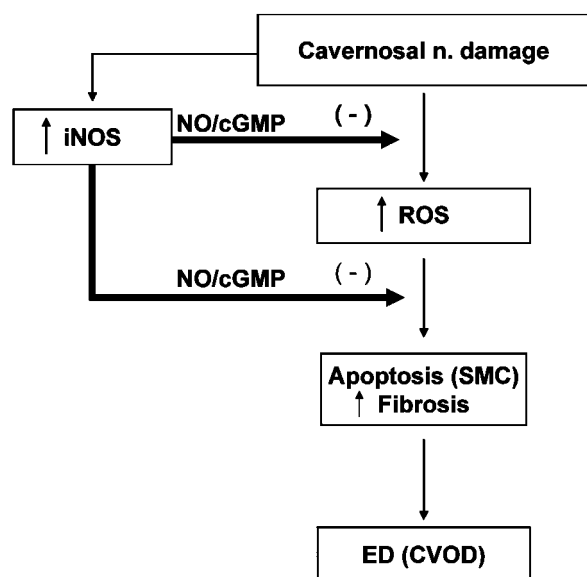 Cavernosal n. damage
↑ iNOS
NO/cGMP
( - )
↑ ROS
NO/cGMP
( - )
Apoptosis (SMC)
↑ Fibrosis
ED (CVOD)